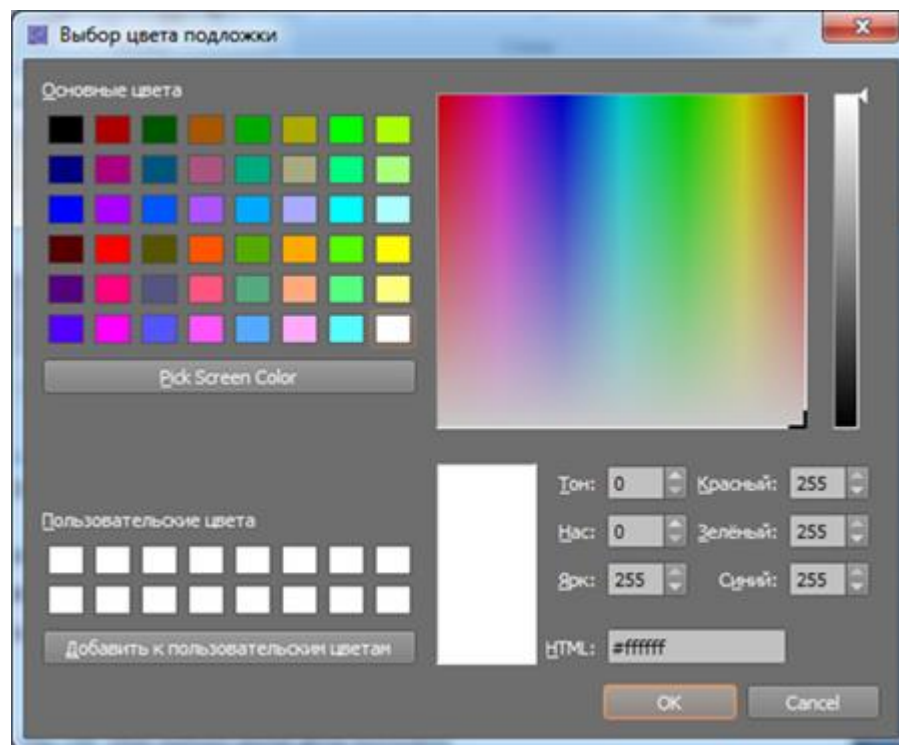 Выбор цвета подложки
Основные цвета
Pick Screen Color
Пользовательские цвета
Добавить к пользовательским цветам
Тон: 0 Красный: 255
Нас: 0 Зелёный: 255
Ярк: 255 Синий: 255
HTML: #ffffff
OK Cancel